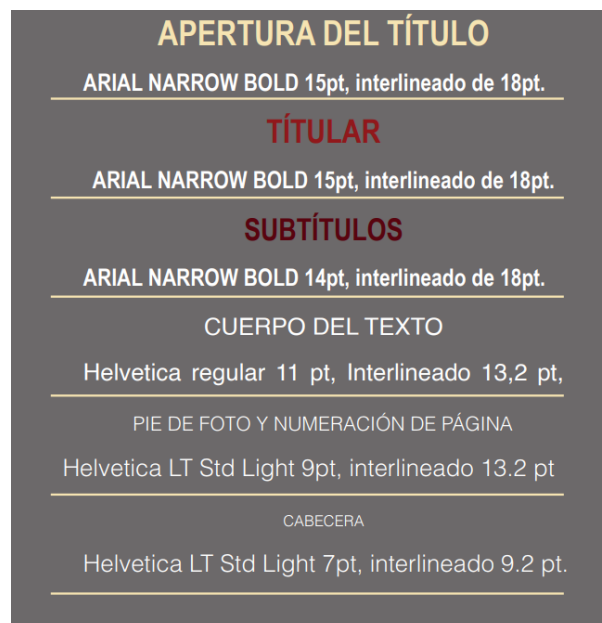 APERTURA DEL TÍTULO
ARIAL NARROW BOLD 15pt, interlineado de 18pt.
TÍTULAR
ARIAL NARROW BOLD 15pt, interlineado de 18pt.
SUBTÍTULOS
ARIAL NARROW BOLD 14pt, interlineado de 18pt.
CUERPO DEL TEXTO
Helvetica regular 11 pt, Interlineado 13,2 pt,
PIE DE FOTO Y NUMERACIÓN DE PÁGINA
Helvetica LT Std Light 9pt, interlineado 13.2 pt
CABECERA
Helvetica LT Std Light 7pt, interlineado 9.2 pt.